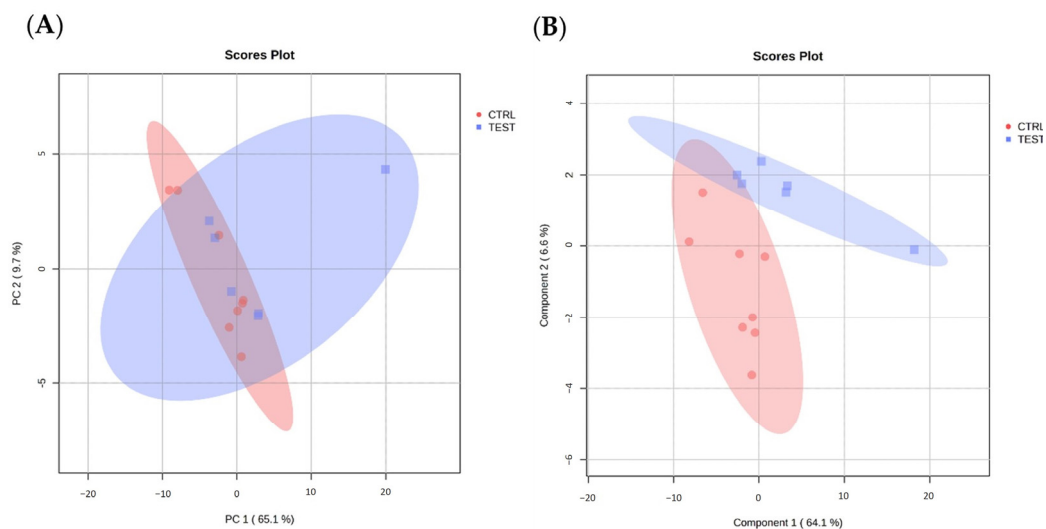 (A)
Scores Plot
CTRL
TEST
5
0
-5
-20
-10
0
10
20
PC 2 ( 9.7 %)
PC 1 ( 65.1 %)
(B)
Scores Plot
CTRL
TEST
4
2
0
-2
-4
-6
-20
-10
0
10
20
Component 2 ( 6.6 %)
Component 1 ( 64.1 %)